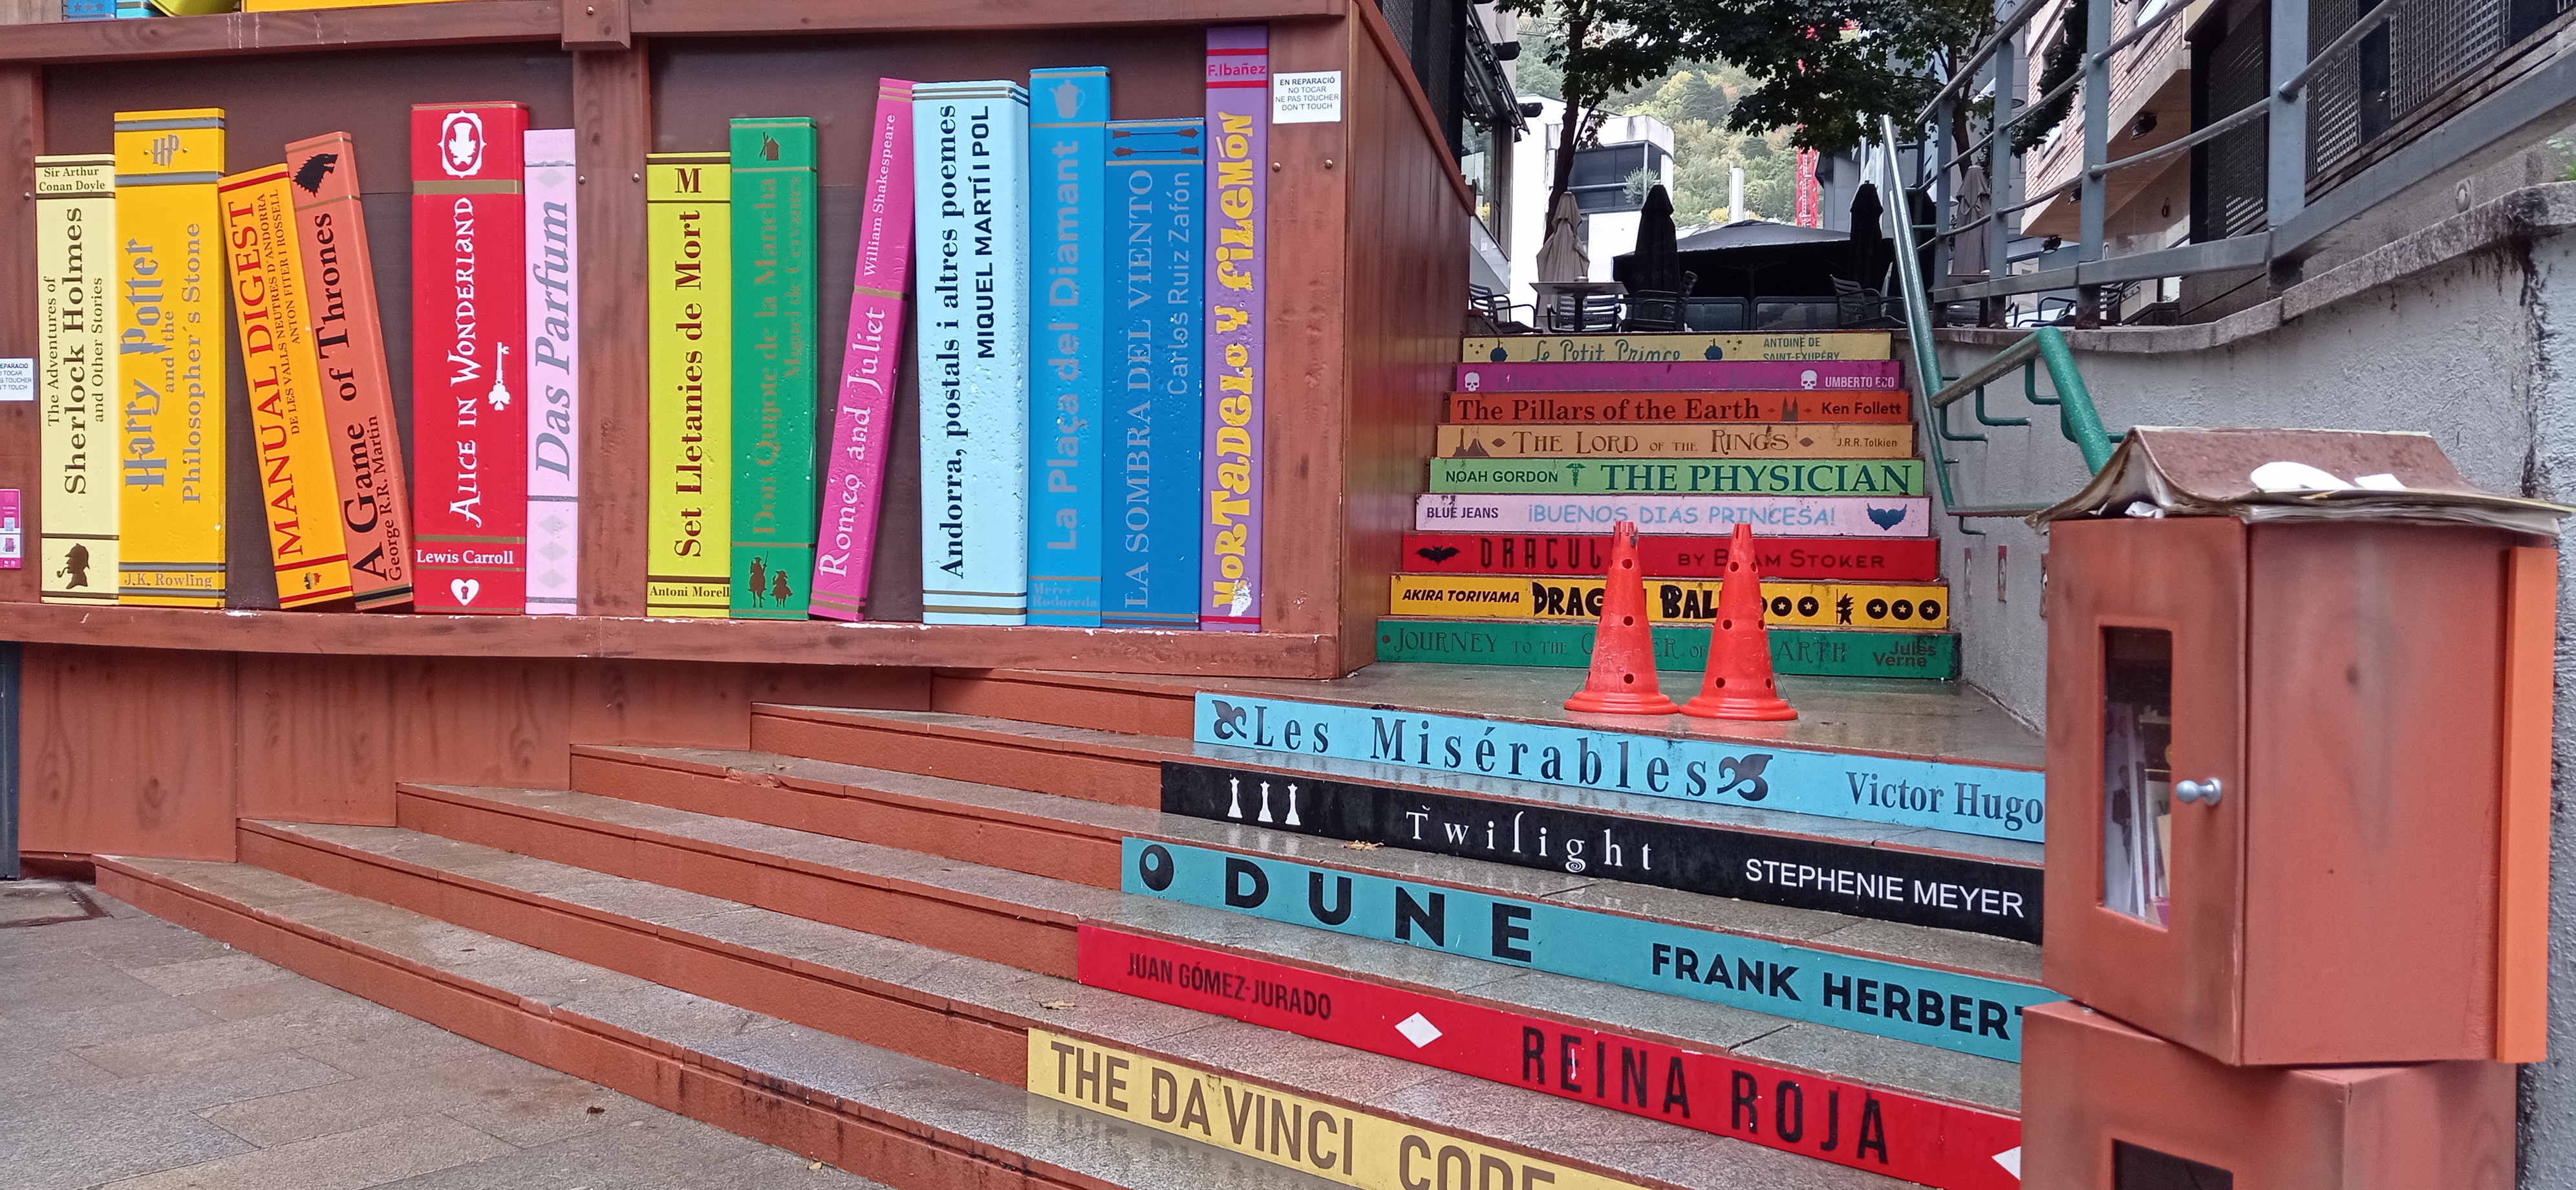 Sir Arthur
Conan Doyle
The Adventures of
Sherlock Holmes
and Other Stories
HP
Harry Potter
and the
Philosopher's Stone
J.K. Rowling
MANUAL DIGEST
DE LES VALLS NEUTRES D'ANDORRA
ANTON FITER I ROSSELL
A Game of Thrones
George R.R. Martin
ALICE IN WONDERLAND
Lewis Carroll
Das Parfum
M
Set Lletanies de Mort
Antoni Morell
Don Quijote de la Mancha
Miguel de Cervantes
Romeo and Juliet
William Shakespeare
Andorra, postals i altres poemes
MIQUEL MARTÍ I POL
La Plaça del Diamant
Mercè
Rodoreda
LA SOMBRA DEL VIENTO
Carlos Ruiz Zafón
F.Ibañez
MORTADELO Y FILEMÓN
EN REPARACIÓ
NO TOCAR
NE PAS TOUCHER
DON'T TOUCH
Le Petit Prince
ANTOINE DE
SAINT-EXUPÉRY
UMBERTO ECO
The Pillars of the Earth Ken Follett
THE LORD OF THE RINGS J.R.R. Tolkien
NOAH GORDON THE PHYSICIAN
BLUE JEANS ¡BUENOS DIAS PRINCESA!
DRACUL BY B AM STOKER
AKIRA TORIYAMA DRAG BAL
JOURNEY TO THE C ER OF ARTH Jules
Verne
Les Misérables Victor Hugo
Twilight STEPHENIE MEYER
DUNE FRANK HERBERT
JUAN GÓMEZ-JURADO REINA ROJA
THE DA VINCI CODE